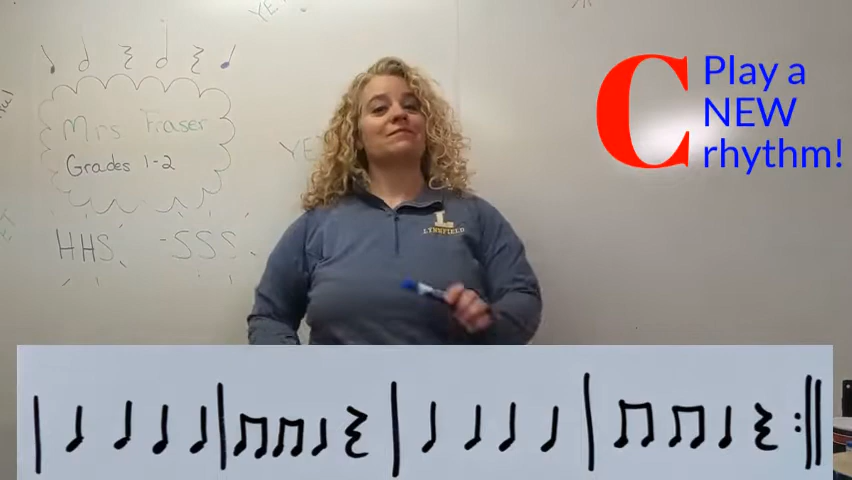 Mrs Fraser
Grades 1-2
HHS -SSS
L
LYNNFIELD
C
Play a
NEW
rhythm!